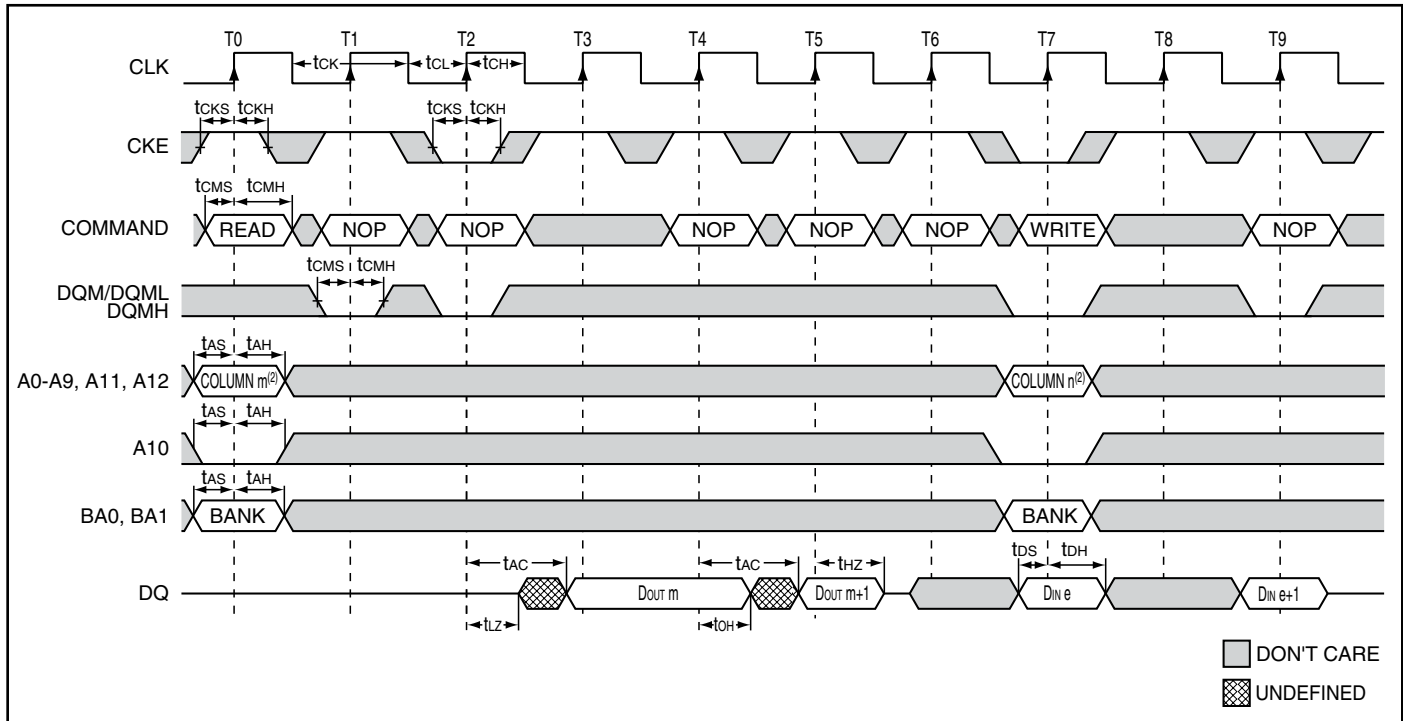 T0 T1 T2 T3 T4 T5 T6 T7 T8 T9
CLK
tCK tCL tCH
tCKS tCKH tCKS tCKH
CKE
tCMS tCMH
COMMAND READ NOP NOP NOP NOP NOP WRITE NOP
tCMS tCMH
DQM/DQML
DQMH
tAS tAH
A0-A9, A11, A12 COLUMN m(2) COLUMN n(2)
tAS tAH
A10
tAS tAH
BA0, BA1 BANK BANK
tAC tAC tHZ tDS tDH
DQ DOUT m DOUT m+1 DIN e DIN e+1
tLZ tOH
DON'T CARE
UNDEFINED